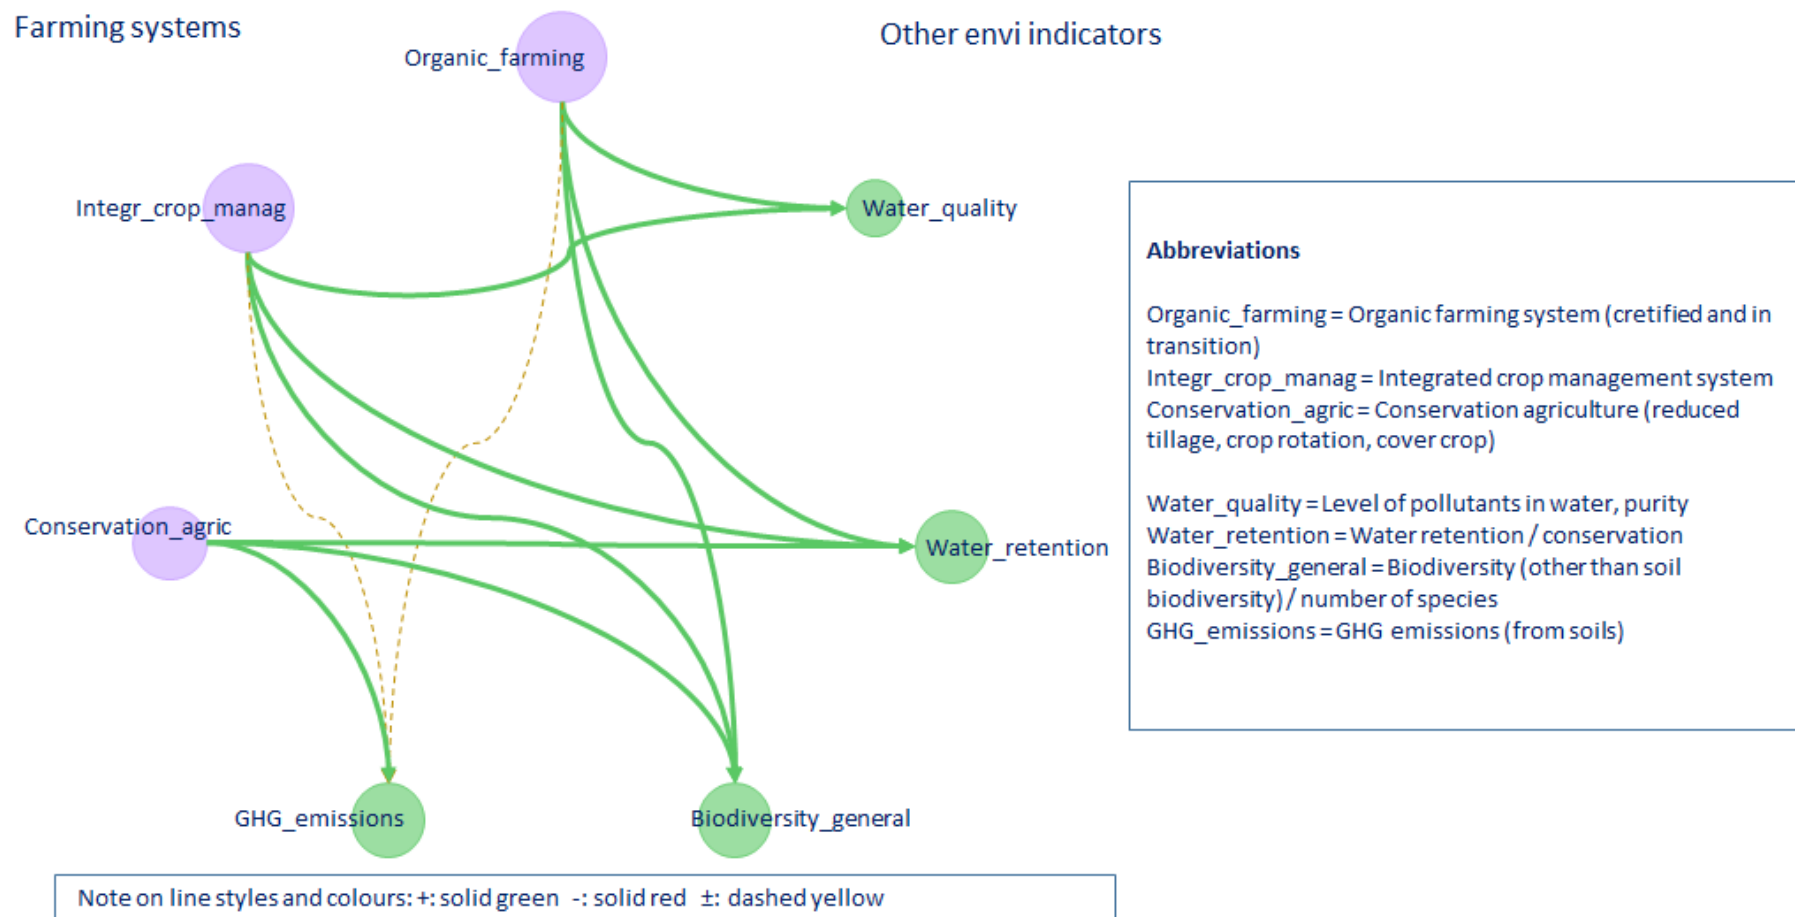 Farming systems
Other envi indicators
Organic_farming
Integr_crop_manag
Water_quality
Conservation_agric
Water_retention
GHG_emissions
Biodiversity_general
Abbreviations
Organic_farming = Organic farming system (cretified and in
transition)
Integr_crop_manag = Integrated crop management system
Conservation_agric = Conservation agriculture (reduced
tillage, crop rotation, cover crop)
Water_quality = Level of pollutants in water, purity
Water_retention = Water retention / conservation
Biodiversity_general = Biodiversity (other than soil
biodiversity) / number of species
GHG_emissions = GHG emissions (from soils)
Note on line styles and colours: +: solid green -: solid red ±: dashed yellow